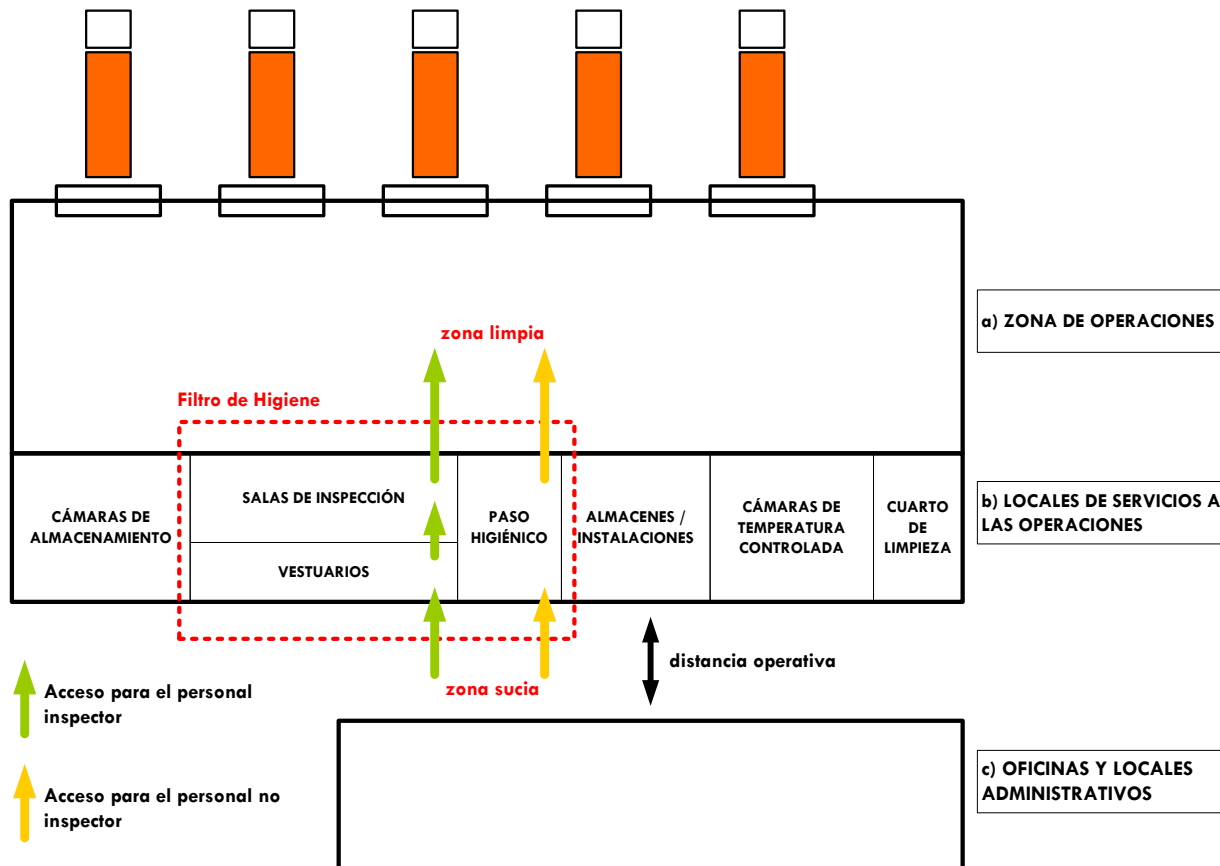 a) ZONA DE OPERACIONES
zona limpia
Filtro de Higiene
CÁMARAS DE
ALMACENAMIENTO
SALAS DE INSPECCIÓN
VESTUARIOS
PASO
HIGIÉNICO
ALMACENES /
INSTALACIONES
CÁMARAS DE
TEMPERATURA
CONTROLADA
CUARTO
DE
LIMPIEZA
b) LOCALES DE SERVICIOS A
LAS OPERACIONES
distancia operativa
zona sucia
Acceso para el personal
inspector
Acceso para el personal no
inspector
c) OFICINAS Y LOCALES
ADMINISTRATIVOS